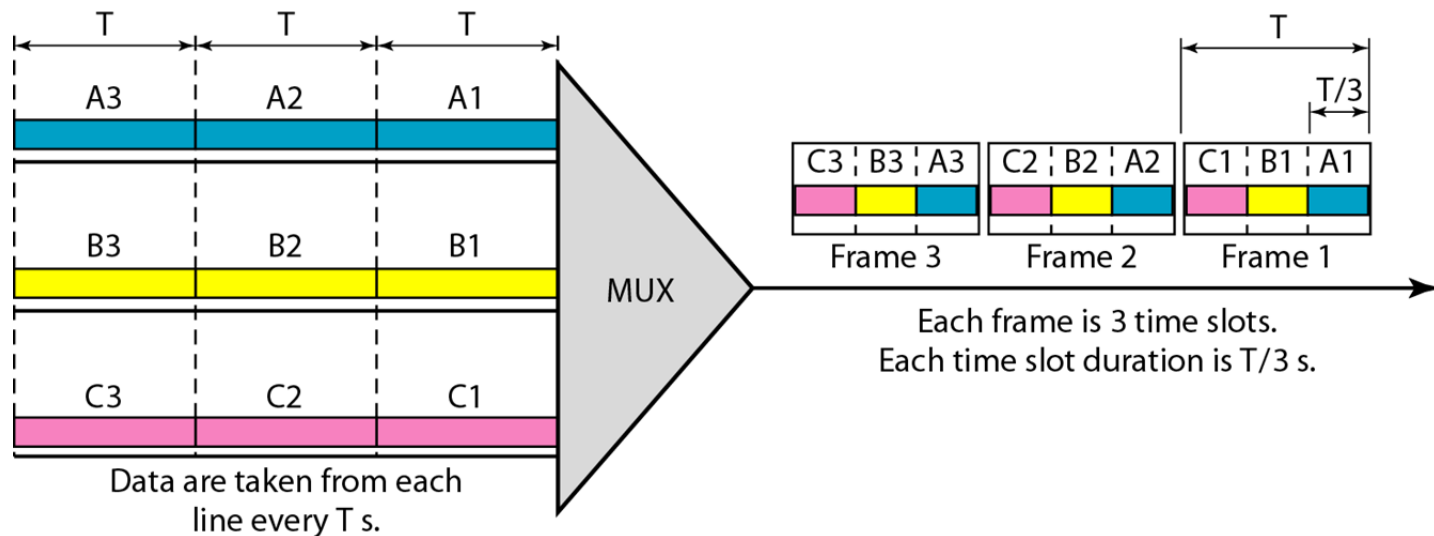 T T T T
T/3
A3 A2 A1
C3 B3 A3 C2 B2 A2 C1 B1 A1
B3 B2 B1
Frame 3 Frame 2 Frame 1
MUX
Each frame is 3 time slots.
Each time slot duration is T/3 s.
C3 C2 C1
Data are taken from each
line every T s.